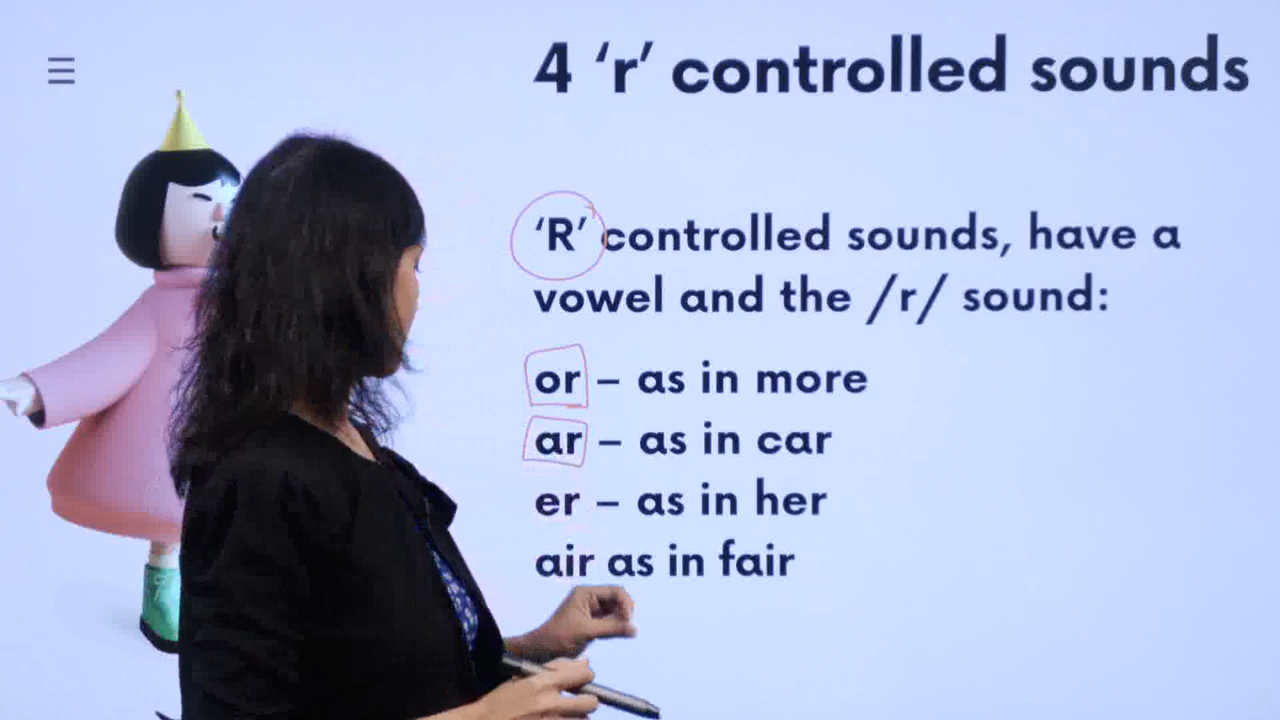 4 ‘r’ controlled sounds
‘R’ controlled sounds, have a
vowel and the /r/ sound:
or – as in more
ar – as in car
er – as in her
air as in fair